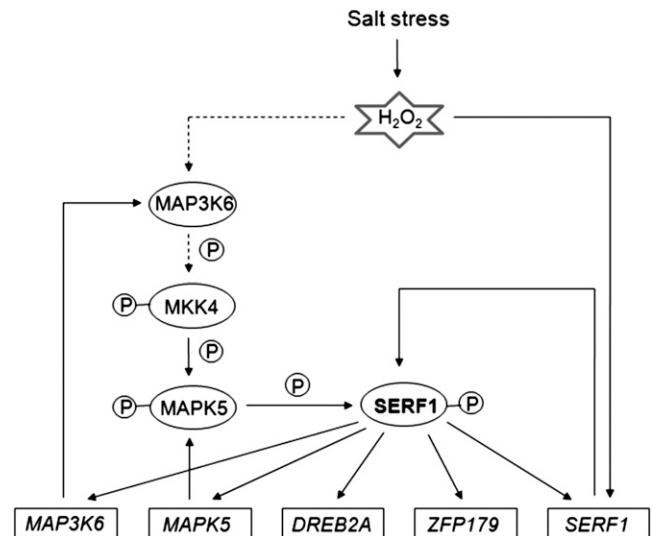 Salt stress
H₂O₂
MAP3K6
P
P MKK4
P
P MAPK5
P
SERF1 P
MAP3K6 MAPK5 DREB2A ZFP179 SERF1